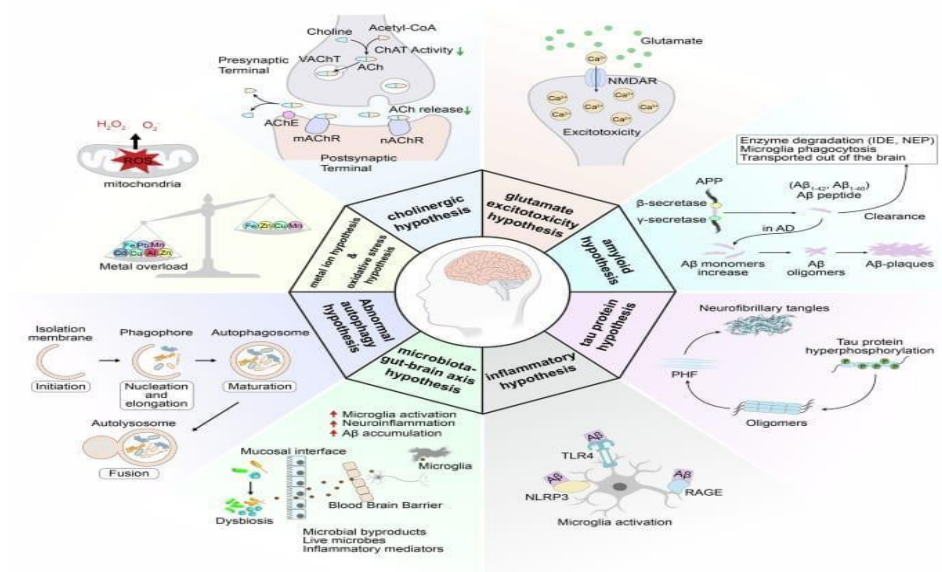 Choline
Acetyl-CoA
ChAT Activity
VAChT
ACh
Presynaptic
Terminal
ACh release
AChE
mAChR
nAChR
Postsynaptic
Terminal
Glutamate
Ca²⁺
NMDAR
Ca²⁺
Ca²⁺
Ca²⁺
Ca²⁺
Ca²⁺
Ca²⁺
Excitotoxicity
H₂O₂ O₂⁻
ROS
mitochondria
Fe Zn Cu Mn
Fe Pb Mn
Cd Cu Al Zn
Metal overload
Enzyme degradation (IDE, NEP)
Microglia phagocytosis
Transported out of the brain
APP
β-secretase
γ-secretase
(Aβ₁₋₄₂, Aβ₁₋₄₀)
Aβ peptide
Clearance
in AD
Aβ monomers
increase
Aβ
oligomers
Aβ-plaques
cholinergic
hypothesis
glutamate
excitotoxicity
hypothesis
amyloid
hypothesis
tau protein
hypothesis
inflammatory
hypothesis
microbiota-
gut-brain axis
hypothesis
Abnormal
autophagy
hypothesis
metal ion hypothesis
&
oxidative stress
hypothesis
Isolation
membrane
Phagophore
Autophagosome
Initiation
Nucleation
and
elongation
Maturation
Autolysosome
Fusion
Neurofibrillary tangles
Tau protein
hyperphosphorylation
P P P P
PHF
Oligomers
Microglia activation
Neuroinflammation
Aβ accumulation
Mucosal interface
Microglia
Dysbiosis
Blood Brain Barrier
Microbial byproducts
Live microbes
Inflammatory mediators
Aβ
TLR4
Aβ
NLRP3
Aβ
RAGE
Microglia activation